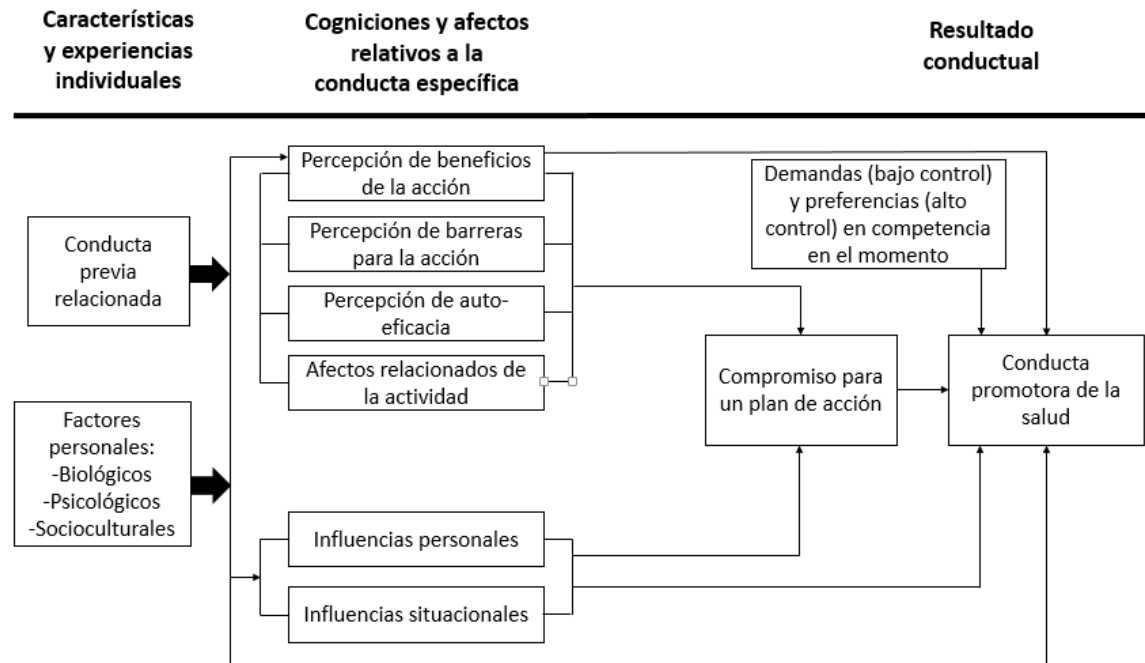 Características
y experiencias
individuales
Cogniciones y afectos
relativos a la
conducta específica
Resultado
conductual
Percepción de beneficios
de la acción
Demandas (bajo control)
y preferencias (alto
control) en competencia
en el momento
Conducta
previa
relacionada
Percepción de barreras
para la acción
Percepción de auto-
eficacia
Afectos relacionados de
la actividad
Compromiso para
un plan de acción
Conducta
promotora de la
salud
Factores
personales:
-Biológicos
-Psicológicos
-Socioculturales
Influencias personales
Influencias situacionales